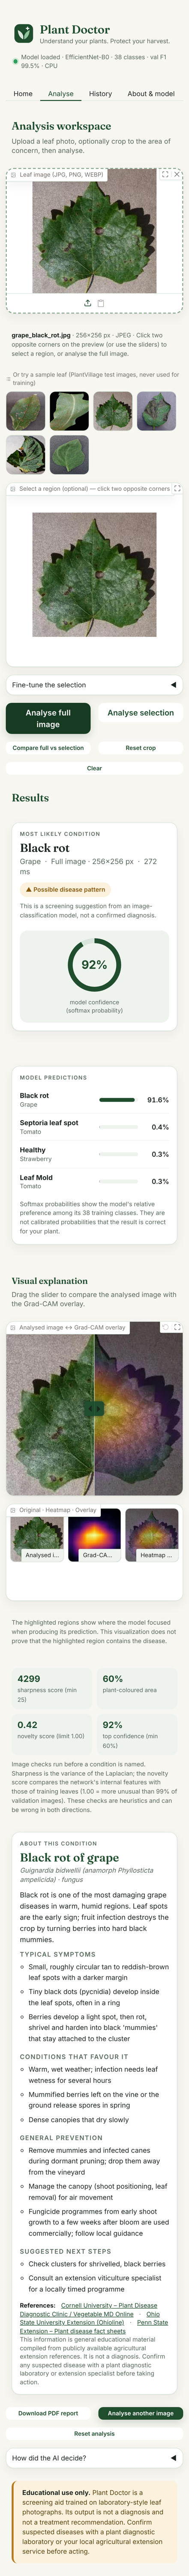 Plant Doctor
Understand your plants. Protect your harvest.
Model loaded · EfficientNet-B0 · 38 classes · val F1
99.5% · CPU
Home Analyse History About & model
Analysis workspace
Upload a leaf photo, optionally crop to the area of
concern, then analyse.
Leaf image (JPG, PNG, WEBP)
grape_black_rot.jpg · 256×256 px · JPEG · Click two
opposite corners on the preview (or use the sliders) to
select a region, or analyse the full image.
Or try a sample leaf (PlantVillage test images, never used for
training)
Select a region (optional) — click two opposite corners
Fine-tune the selection
Analyse full
image
Analyse selection
Compare full vs selection
Reset crop
Clear
Results
MOST LIKELY CONDITION
Black rot
Grape · Full image · 256×256 px · 272
ms
▲ Possible disease pattern
This is a screening suggestion from an image-
classification model, not a confirmed diagnosis.
92%
model confidence
(softmax probability)
MODEL PREDICTIONS
Black rot
Grape
91.6%
Septoria leaf spot
Tomato
0.4%
Healthy
Strawberry
0.3%
Leaf Mold
Tomato
0.3%
Softmax probabilities show the model's relative
preference among its 38 training classes. They are
not calibrated probabilities that the result is correct
for your plant.
Visual explanation
Drag the slider to compare the analysed image with
the Grad-CAM overlay.
Analysed image ↔ Grad-CAM overlay
Original · Heatmap · Overlay
Analysed i...
Grad-CA...
Heatmap ...
The highlighted regions show where the model focused
when producing its prediction. This visualization does not
prove that the highlighted region contains the disease.
4299
sharpness score (min
25)
60%
plant-coloured area
0.42
novelty score (limit 1.00)
92%
top confidence (min
60%)
Image checks run before a condition is named.
Sharpness is the variance of the Laplacian; the novelty
score compares the network's internal features with
those of training leaves (1.00 = more unusual than 99% of
validation images). These checks are heuristics and can
be wrong in both directions.
ABOUT THIS CONDITION
Black rot of grape
Guignardia bidwellii (anamorph Phyllosticta
ampelicida) · fungus
Black rot is one of the most damaging grape
diseases in warm, humid regions. Leaf spots
are the early sign; fruit infection destroys the
crop by turning berries into hard black
mummies.
TYPICAL SYMPTOMS
Small, roughly circular tan to reddish-brown
leaf spots with a darker margin
Tiny black dots (pycnidia) develop inside
the leaf spots, often in a ring
Berries develop a light spot, then rot,
shrivel and harden into black 'mummies'
that stay attached to the cluster
CONDITIONS THAT FAVOUR IT
Warm, wet weather; infection needs leaf
wetness for several hours
Mummified berries left on the vine or the
ground release spores in spring
Dense canopies that dry slowly
GENERAL PREVENTION
Remove mummies and infected canes
during dormant pruning; drop them away
from the vineyard
Manage the canopy (shoot positioning, leaf
removal) for air movement
Fungicide programmes from early shoot
growth to a few weeks after bloom are used
commercially; follow local guidance
SUGGESTED NEXT STEPS
Check clusters for shrivelled, black berries
Consult an extension viticulture specialist
for a locally timed programme
References: Cornell University – Plant Disease
Diagnostic Clinic / Vegetable MD Online · Ohio
State University Extension (Ohioline) · Penn State
Extension – Plant disease fact sheets
This information is general educational material
compiled from publicly available agricultural
extension references. It is not a diagnosis. Confirm
any suspected disease with a plant diagnostic
laboratory or extension specialist before taking
action.
Download PDF report
Analyse another image
Reset analysis
How did the AI decide?
Educational use only. Plant Doctor is a
screening aid trained on laboratory-style leaf
photographs. Its output is not a diagnosis and
not a treatment recommendation. Confirm
suspected diseases with a plant diagnostic
laboratory or your local agricultural extension
service before acting.